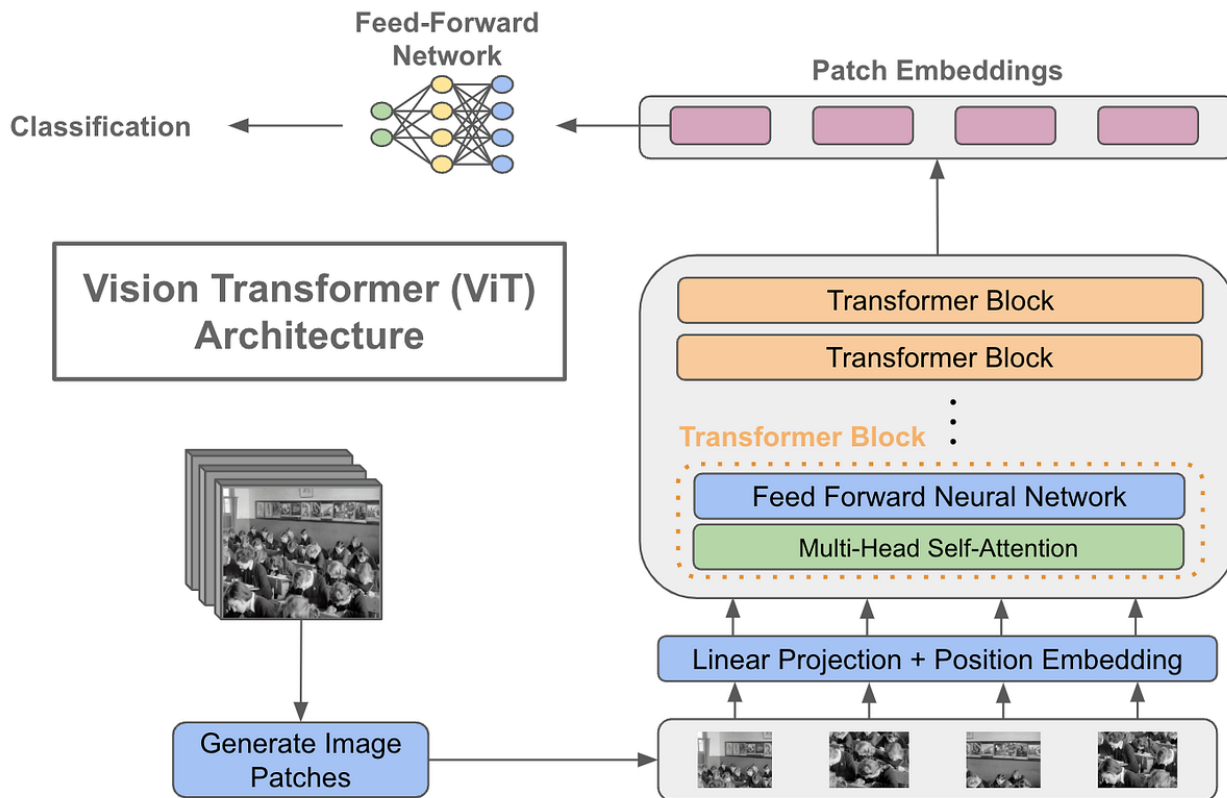 Feed-Forward
Network
Patch Embeddings
Classification
Vision Transformer (ViT)
Architecture
Transformer Block
Transformer Block
Transformer Block
Feed Forward Neural Network
Multi-Head Self-Attention
Linear Projection + Position Embedding
Generate Image
Patches